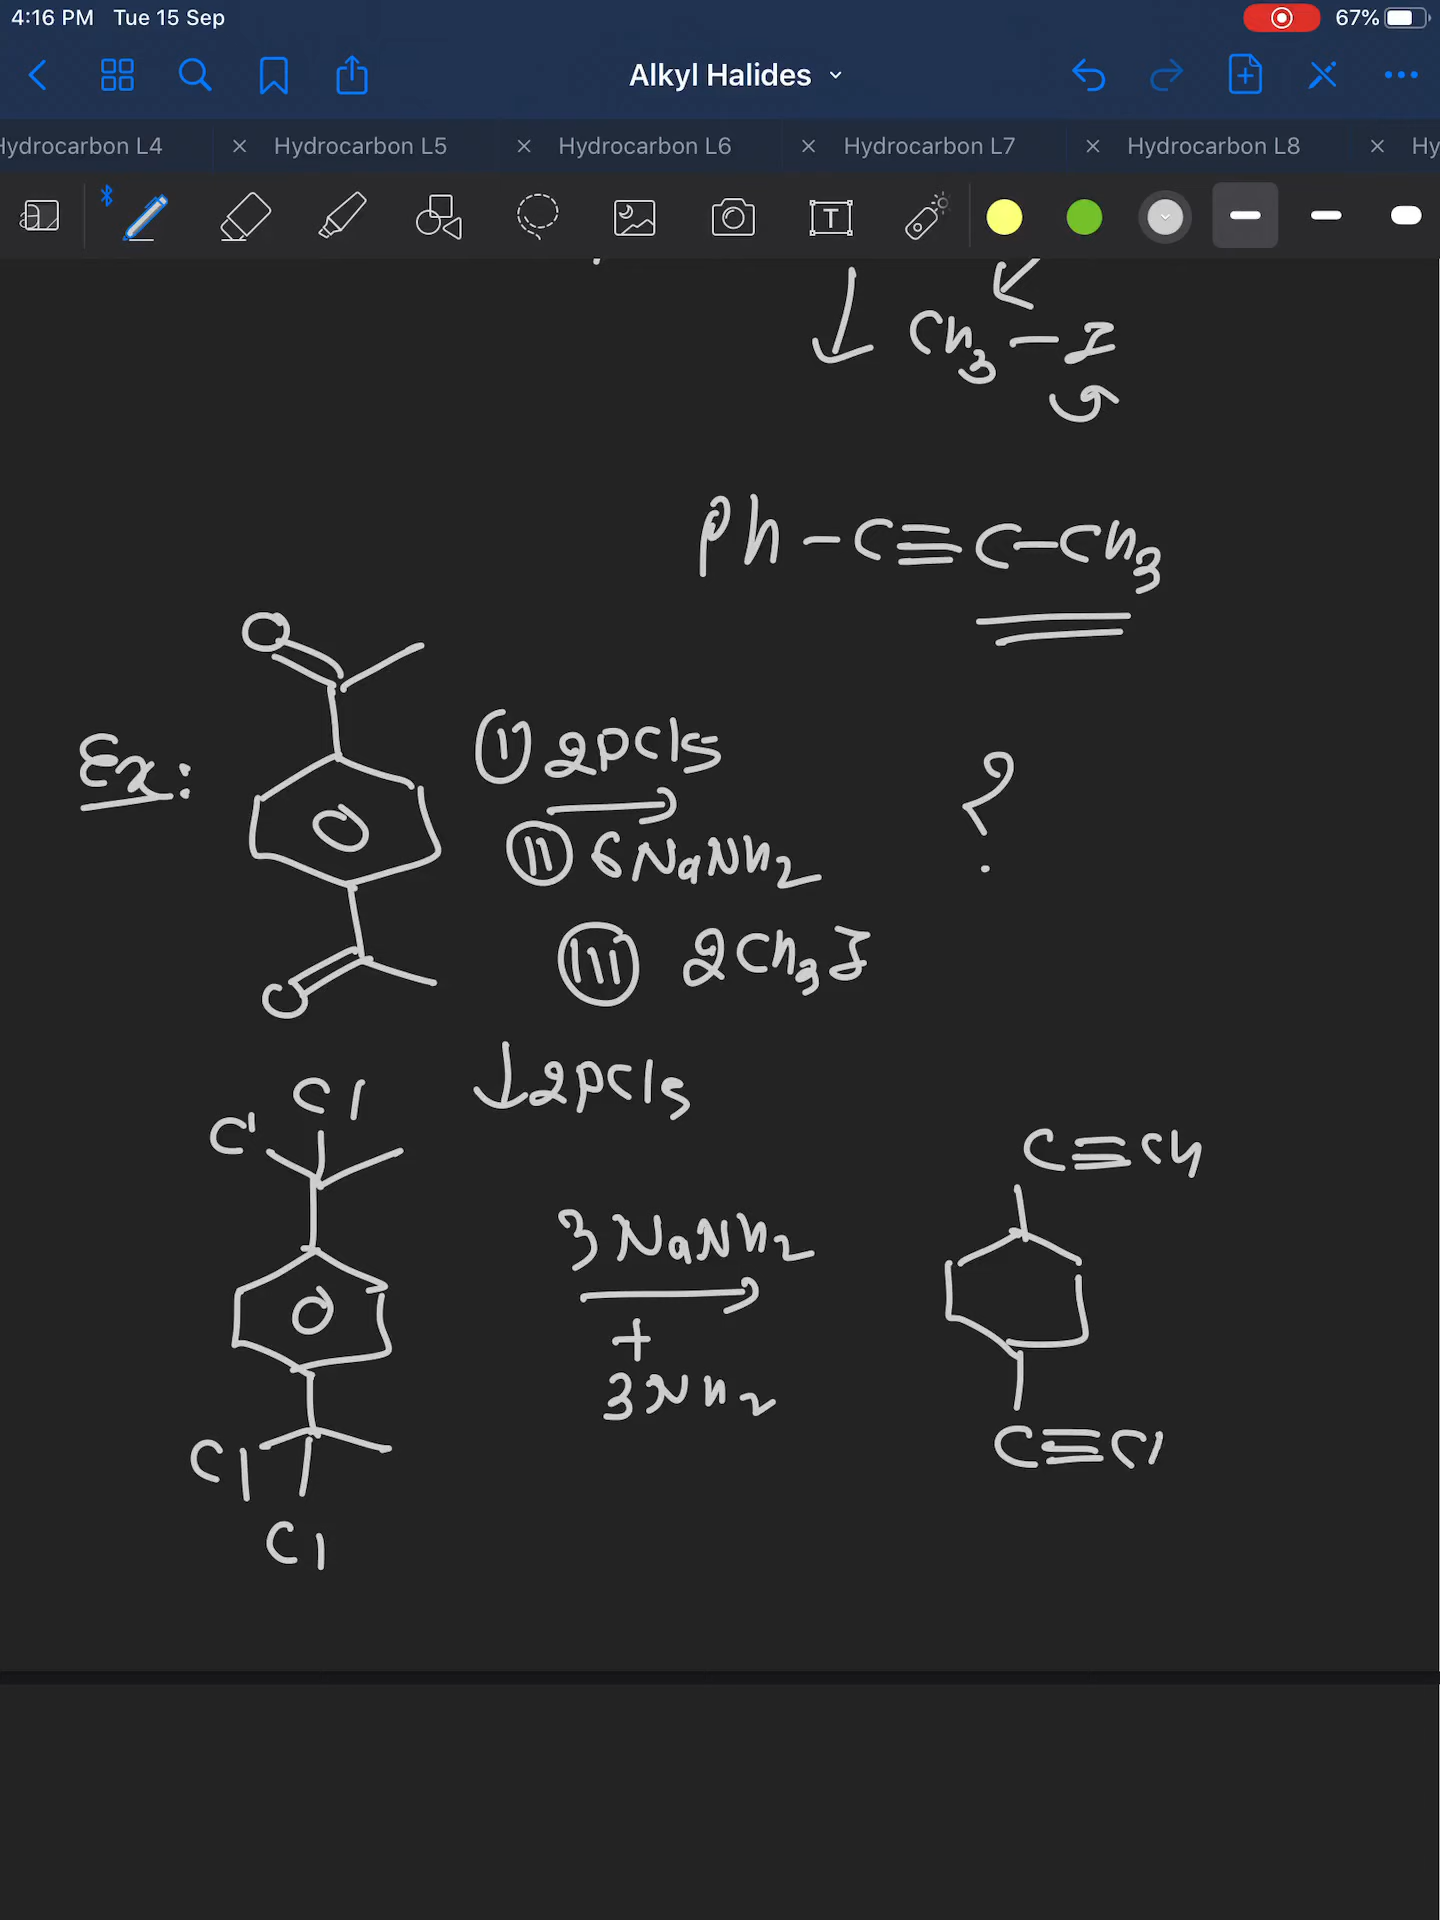 4:16 PM Tue 15 Sep
67%
Alkyl Halides
Hydrocarbon L4
Hydrocarbon L5
Hydrocarbon L6
Hydrocarbon L7
Hydrocarbon L8
Hy
T
CH3-I
Ph-C≡C-CH3
O
Ex:
(I) 2PCl5
?
(II) 6NaNH2
(III) 2CH3I
O
↓2PCl5
Cl
Cl
C≡CH
3NaNH2
+
3NH2
Cl
C≡Cl
Cl